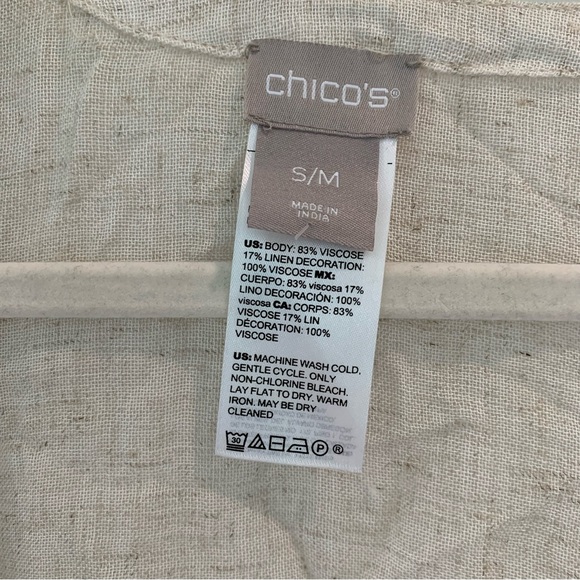 chico's®
S/M
MADE IN
INDIA
US: BODY: 83% VISCOSE
17% LINEN DECORATION:
100% VISCOSE MX:
CUERPO: 83% viscosa 17%
LINO DECORACIÓN: 100%
viscosa CA: CORPS: 83%
VISCOSE 17% LIN
DÉCORATION: 100%
VISCOSE
US: MACHINE WASH COLD.
GENTLE CYCLE. ONLY
NON-CHLORINE BLEACH.
LAY FLAT TO DRY. WARM
IRON. MAY BE DRY
CLEANED
30 P ®